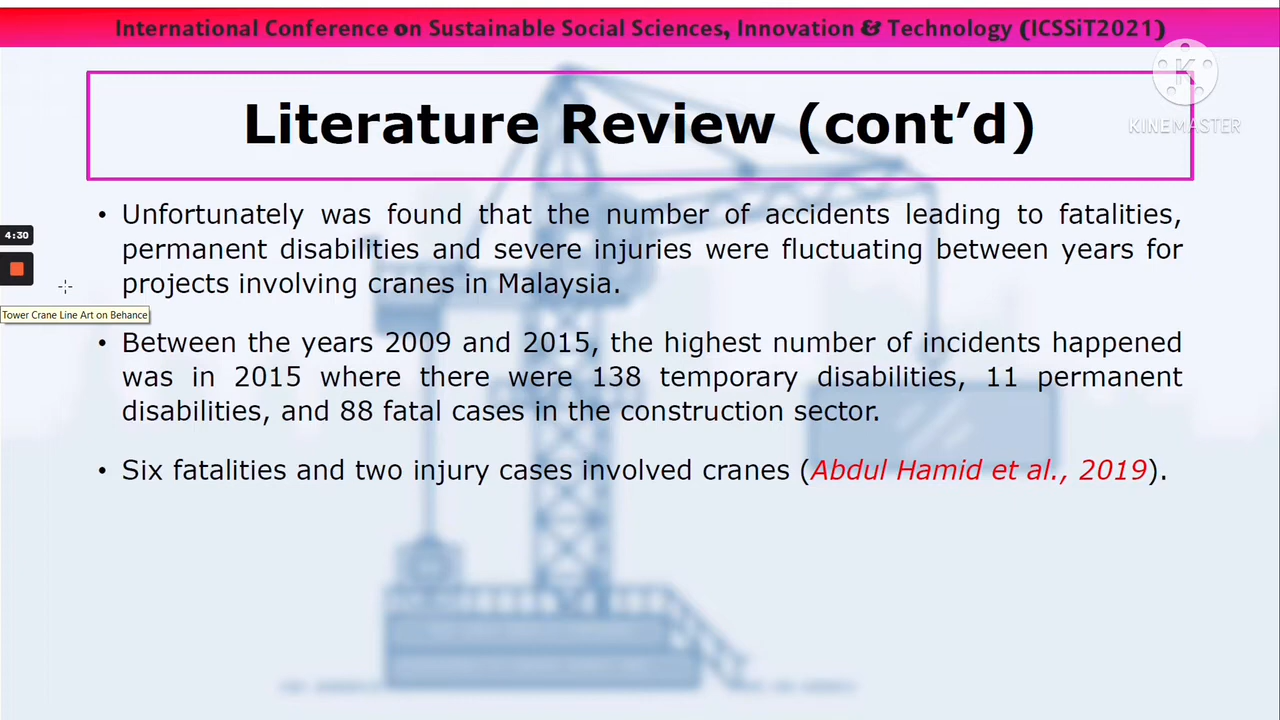 International Conference on Sustainable Social Sciences, Innovation & Technology (ICSSiT2021)
K
KINEMASTER
Literature Review (cont’d)
• Unfortunately was found that the number of accidents leading to fatalities,
permanent disabilities and severe injuries were fluctuating between years for
projects involving cranes in Malaysia.
4:30
Tower Crane Line Art on Behance
• Between the years 2009 and 2015, the highest number of incidents happened
was in 2015 where there were 138 temporary disabilities, 11 permanent
disabilities, and 88 fatal cases in the construction sector.
• Six fatalities and two injury cases involved cranes (Abdul Hamid et al., 2019).